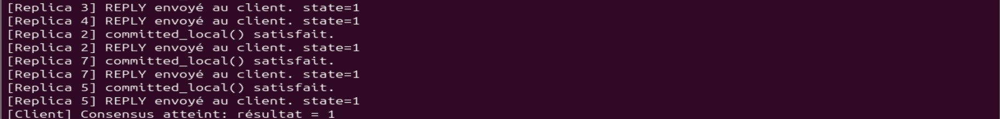 [Replica 3] REPLY envoyé au client. state=1
[Replica 4] REPLY envoyé au client. state=1
[Replica 2] committed_local() satisfait.
[Replica 2] REPLY envoyé au client. state=1
[Replica 7] committed_local() satisfait.
[Replica 7] REPLY envoyé au client. state=1
[Replica 5] committed_local() satisfait.
[Replica 5] REPLY envoyé au client. state=1
[Client] Consensus atteint: résultat = 1